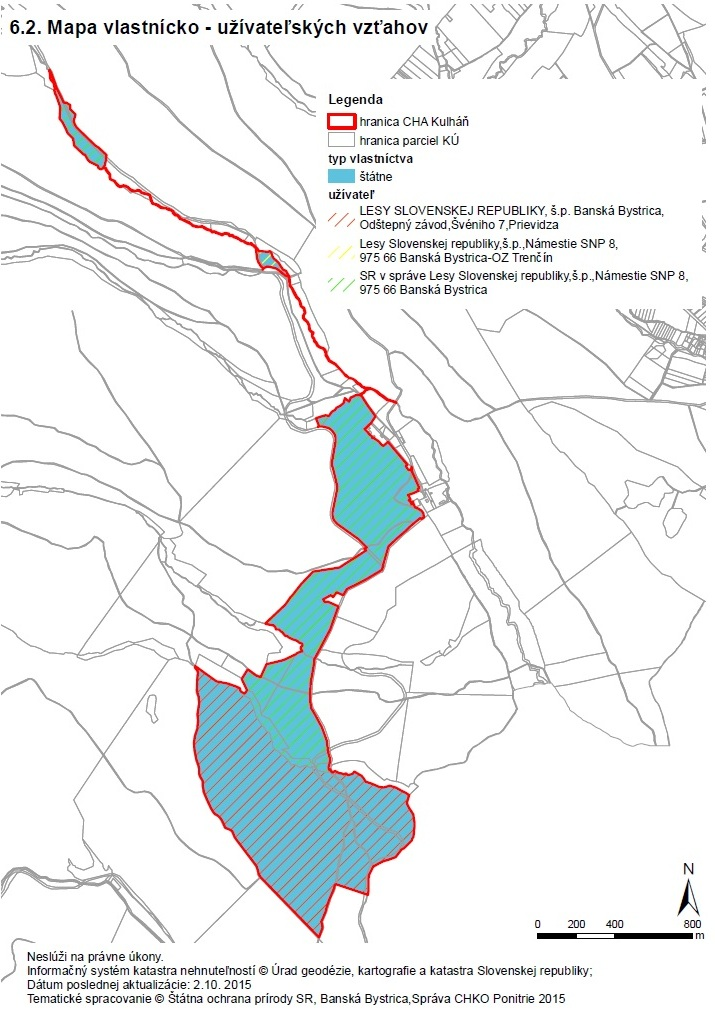 6.2. Mapa vlastnícko - užívateľských vzťahov
Legenda
hranica CHA Kulháň
hranica parciel KÚ
typ vlastníctva
štátne
užívateľ
LESY SLOVENSKEJ REPUBLIKY, š.p. Banská Bystrica,
Odštepný závod,Švéniho 7,Prievidza
Lesy Slovenskej republiky,š.p.,Námestie SNP 8,
975 66 Banská Bystrica-OZ Trenčín
SR v správe Lesy Slovenskej republiky,š.p.,Námestie SNP 8,
975 66 Banská Bystrica
N
0 200 400 800
m
Neslúži na právne úkony.
Informačný systém katastra nehnuteľností © Úrad geodézie, kartografie a katastra Slovenskej republiky;
Dátum poslednej aktualizácie: 2.10. 2015
Tematické spracovanie © Štátna ochrana prírody SR, Banská Bystrica,Správa CHKO Ponitrie 2015